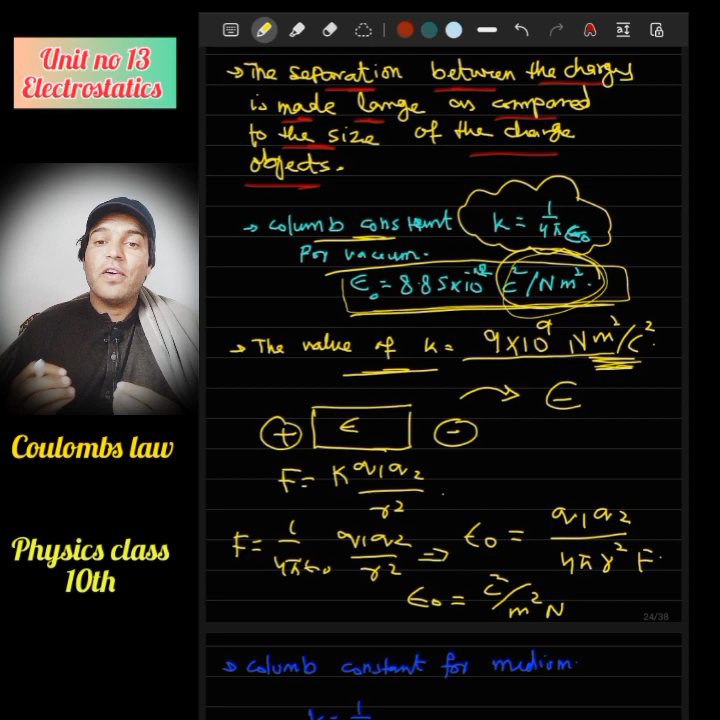 Unit no 13
Electrostatics
→ The separation between the charges
is made large as compared
to the size of the charge
objects.
→ columb constant k = 1/4πε₀
For vacuum.
ε₀ = 8.85×10⁻¹² c²/Nm².
→ The value of k = 9×10⁹ Nm²/c².
→ ε
+ ε -
F = K q₁q₂/r².
F = 1/4πε₀ q₁q₂/r² ⇒ ε₀ = q₁q₂/4πr²F.
ε₀ = c²/m²N
24/38
→ columb constant for medium.
k = 1
Coulombs law
Physics class
10th